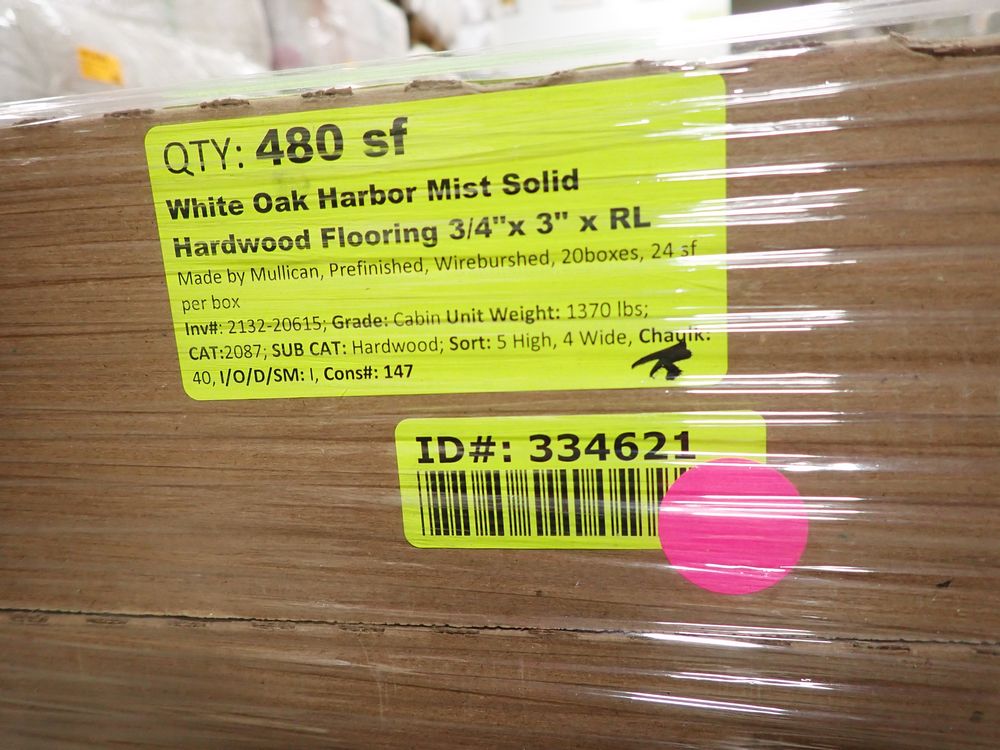 QTY: 480 sf
White Oak Harbor Mist Solid
Hardwood Flooring 3/4"x 3" x RL
Made by Mullican, Prefinished, Wireburshed, 20boxes, 24 sf
per box
Inv#: 2132-20615; Grade: Cabin Unit Weight: 1370 lbs;
CAT:2087; SUB CAT: Hardwood; Sort: 5 High, 4 Wide, Chaulk:
40, I/O/D/SM: I, Cons#: 147
ID#: 334621